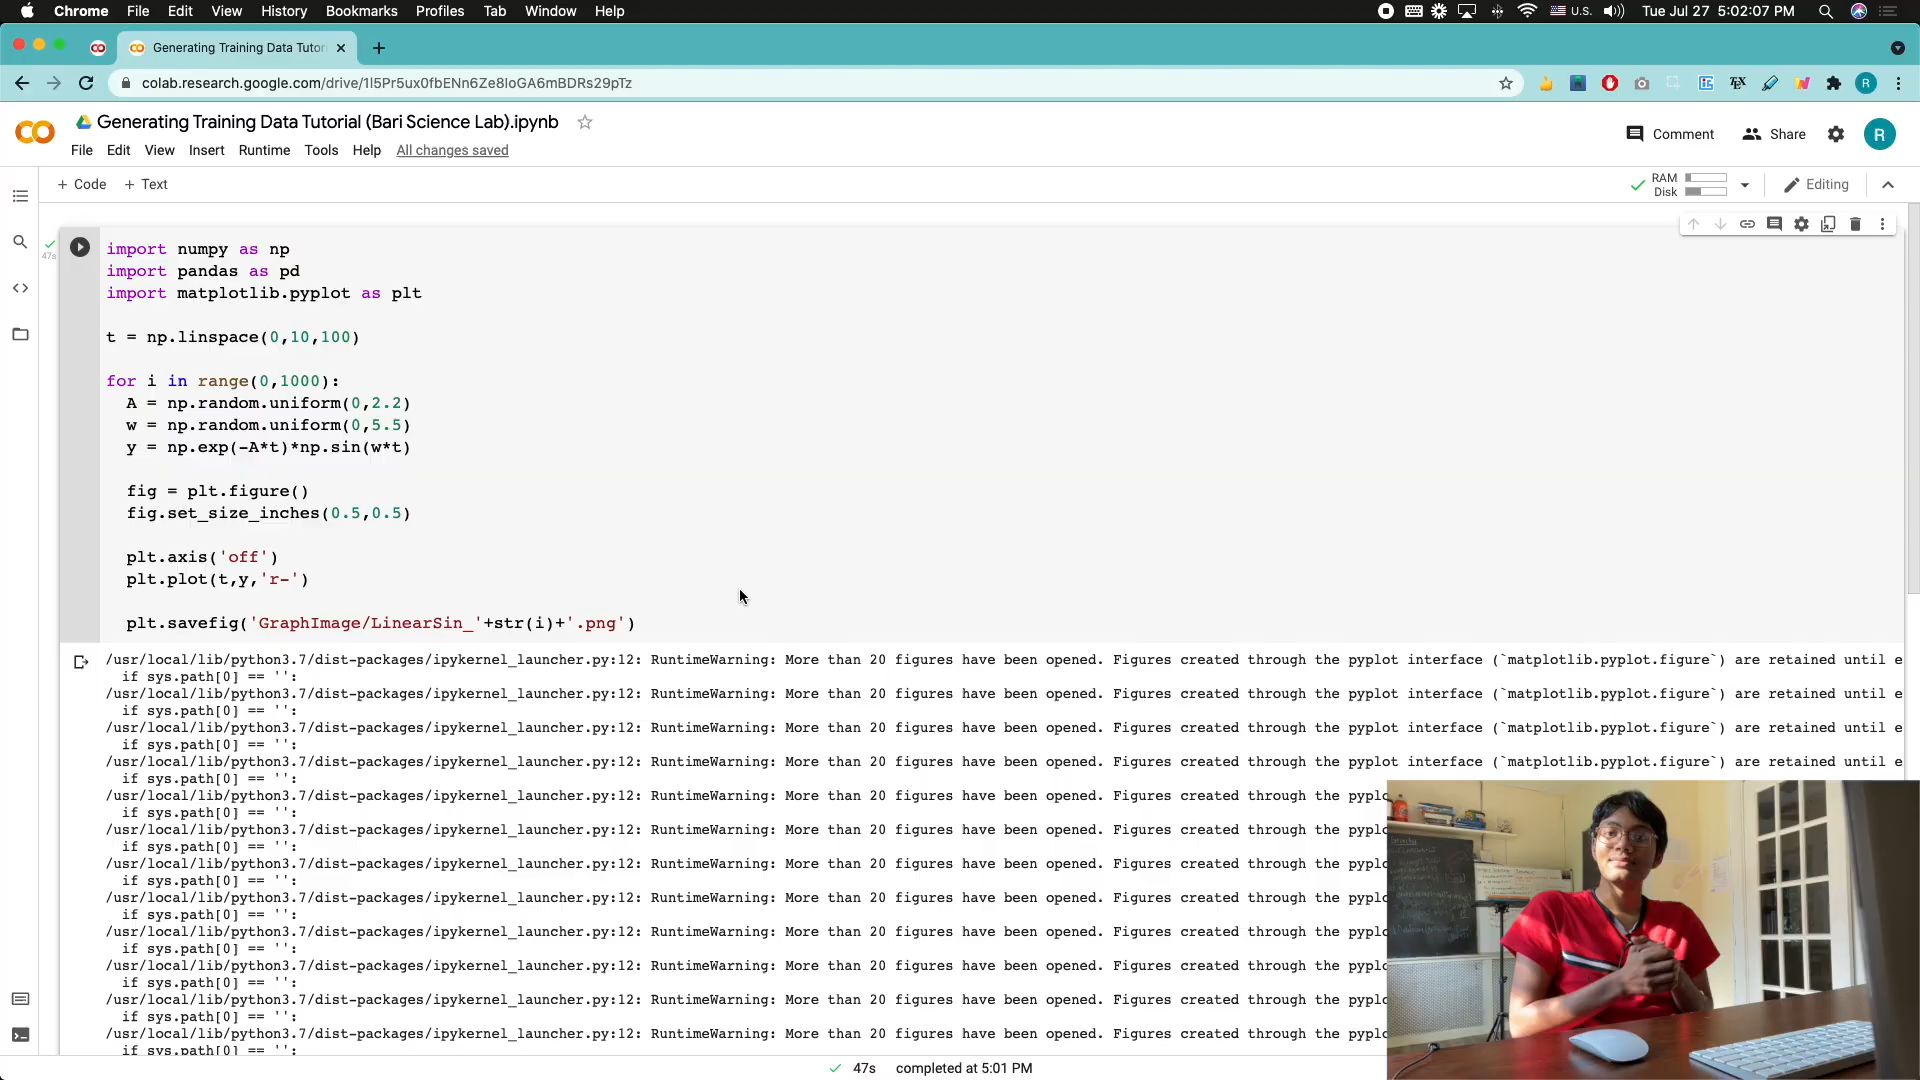 Chrome File Edit View History Bookmarks Profiles Tab Window Help U.S. Tue Jul 27 5:02:07 PM
Generating Training Data Tutor
colab.research.google.com/drive/1l5Pr5ux0fbENn6Ze8loGA6mBDRs29pTz R
Generating Training Data Tutorial (Bari Science Lab).ipynb
Comment Share R
File Edit View Insert Runtime Tools Help All changes saved
+ Code + Text RAM Disk Editing
47s
import numpy as np
import pandas as pd
import matplotlib.pyplot as plt
t = np.linspace(0,10,100)
for i in range(0,1000):
A = np.random.uniform(0,2.2)
w = np.random.uniform(0,5.5)
y = np.exp(-A*t)*np.sin(w*t)
fig = plt.figure()
fig.set_size_inches(0.5,0.5)
plt.axis('off')
plt.plot(t,y,'r-')
plt.savefig('GraphImage/LinearSin_'+str(i)+'.png')
/usr/local/lib/python3.7/dist-packages/ipykernel_launcher.py:12: RuntimeWarning: More than 20 figures have been opened. Figures created through the pyplot interface (`matplotlib.pyplot.figure`) are retained until e
if sys.path[0] == '':
/usr/local/lib/python3.7/dist-packages/ipykernel_launcher.py:12: RuntimeWarning: More than 20 figures have been opened. Figures created through the pyplot interface (`matplotlib.pyplot.figure`) are retained until e
if sys.path[0] == '':
/usr/local/lib/python3.7/dist-packages/ipykernel_launcher.py:12: RuntimeWarning: More than 20 figures have been opened. Figures created through the pyplot interface (`matplotlib.pyplot.figure`) are retained until e
if sys.path[0] == '':
/usr/local/lib/python3.7/dist-packages/ipykernel_launcher.py:12: RuntimeWarning: More than 20 figures have been opened. Figures created through the pyplot interface (`matplotlib.pyplot.figure`) are retained until e
if sys.path[0] == '':
/usr/local/lib/python3.7/dist-packages/ipykernel_launcher.py:12: RuntimeWarning: More than 20 figures have been opened. Figures created through the pyplo
if sys.path[0] == '':
/usr/local/lib/python3.7/dist-packages/ipykernel_launcher.py:12: RuntimeWarning: More than 20 figures have been opened. Figures created through the pyplo
if sys.path[0] == '':
/usr/local/lib/python3.7/dist-packages/ipykernel_launcher.py:12: RuntimeWarning: More than 20 figures have been opened. Figures created through the pyplo
if sys.path[0] == '':
/usr/local/lib/python3.7/dist-packages/ipykernel_launcher.py:12: RuntimeWarning: More than 20 figures have been opened. Figures created through the pyplo
if sys.path[0] == '':
/usr/local/lib/python3.7/dist-packages/ipykernel_launcher.py:12: RuntimeWarning: More than 20 figures have been opened. Figures created through the pyplo
if sys.path[0] == '':
/usr/local/lib/python3.7/dist-packages/ipykernel_launcher.py:12: RuntimeWarning: More than 20 figures have been opened. Figures created through the pyplo
if sys.path[0] == '':
/usr/local/lib/python3.7/dist-packages/ipykernel_launcher.py:12: RuntimeWarning: More than 20 figures have been opened. Figures created through the pyplo
if sys.path[0] == '':
/usr/local/lib/python3.7/dist-packages/ipykernel_launcher.py:12: RuntimeWarning: More than 20 figures have been opened. Figures created through the pyplo
if sys.path[0] == '':
47s completed at 5:01 PM